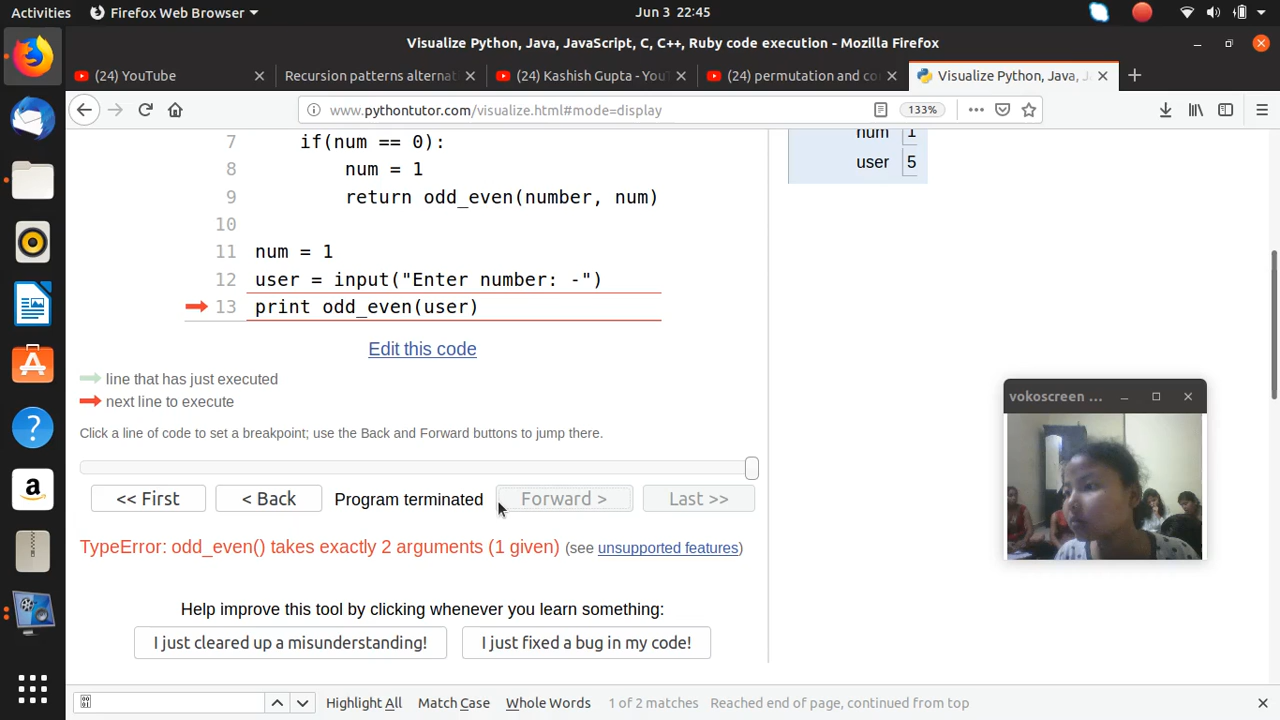 Activities
Firefox Web Browser
Jun 3 22:45
Visualize Python, Java, JavaScript, C, C++, Ruby code execution - Mozilla Firefox
(24) YouTube
Recursion patterns alternat
(24) Kashish Gupta - YouT
(24) permutation and co
Visualize Python, Java, J
www.pythontutor.com/visualize.html#mode=display
133%
7 if(num == 0):
8 num = 1
9 return odd_even(number, num)
10
11 num = 1
12 user = input("Enter number: -")
13 print odd_even(user)
num 1
user 5
Edit this code
line that has just executed
next line to execute
Click a line of code to set a breakpoint; use the Back and Forward buttons to jump there.
<< First
< Back
Program terminated
Forward >
Last >>
TypeError: odd_even() takes exactly 2 arguments (1 given) (see unsupported features)
Help improve this tool by clicking whenever you learn something:
I just cleared up a misunderstanding!
I just fixed a bug in my code!
vokoscreen ...
Highlight All
Match Case
Whole Words
1 of 2 matches
Reached end of page, continued from top